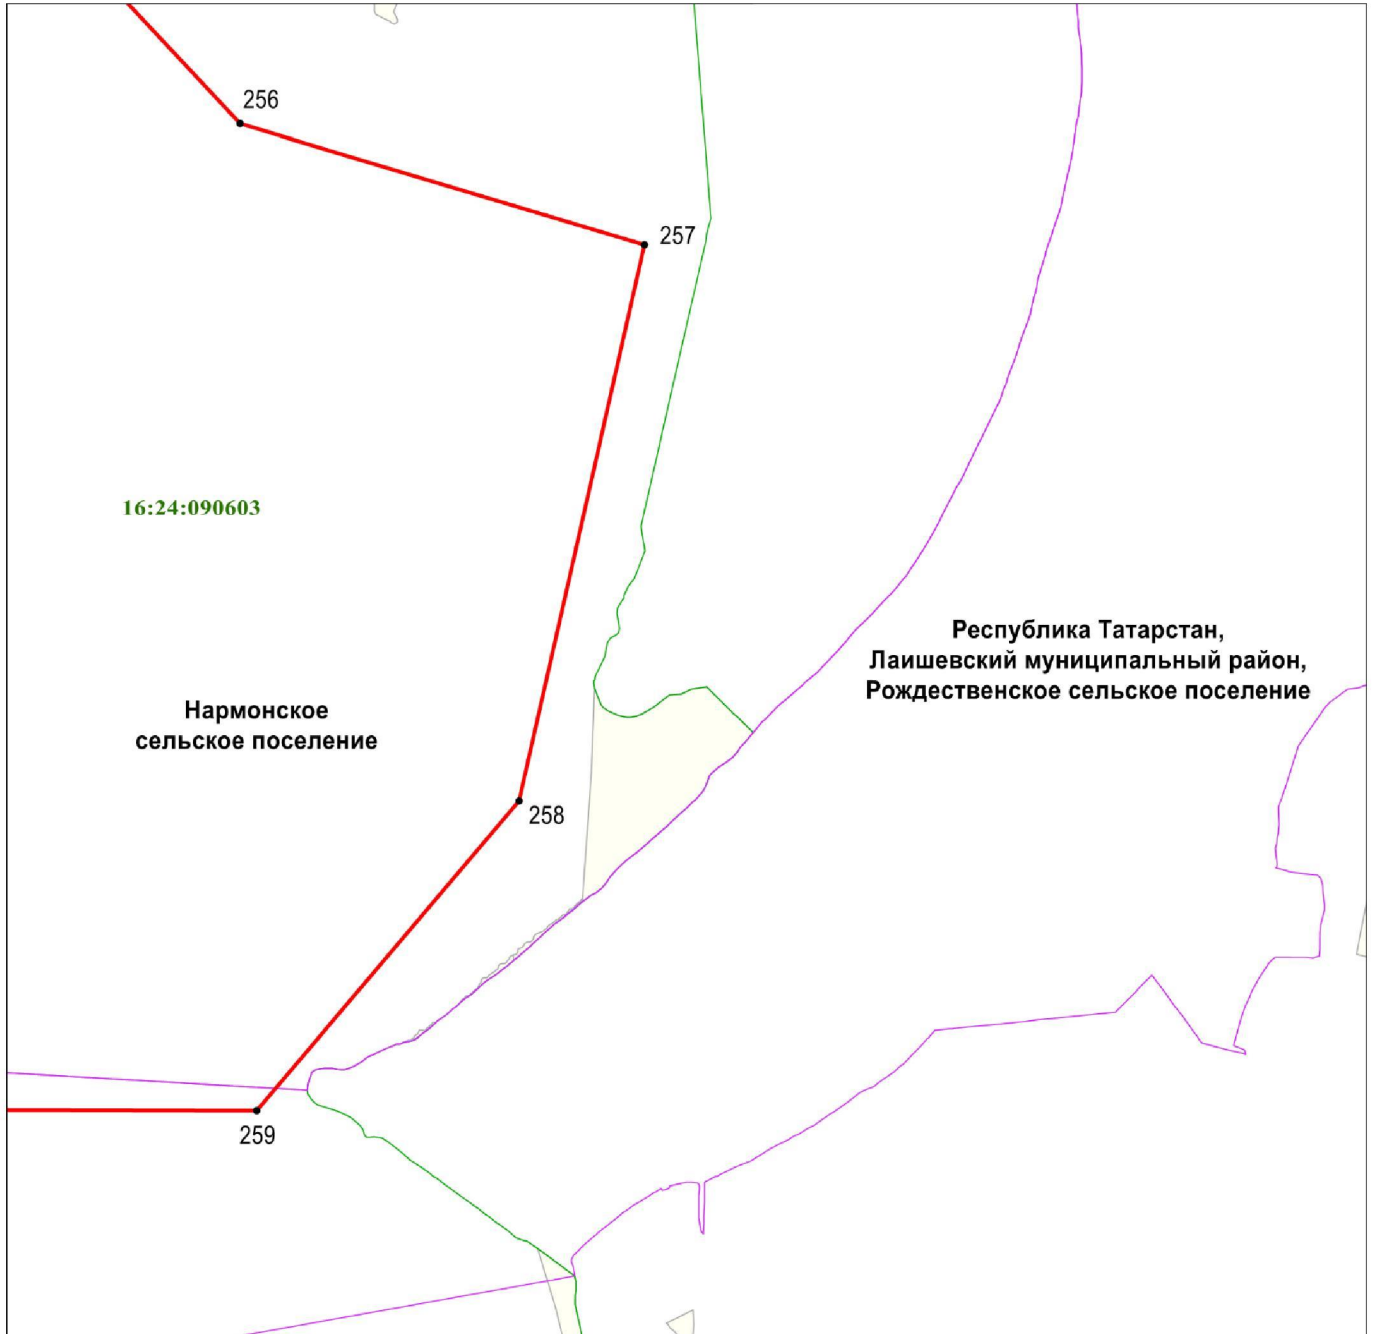 256
257
16:24:090603
Республика Татарстан,
Лаишевский муниципальный район,
Рождественское сельское поселение
Нармонское
сельское поселение
258
259